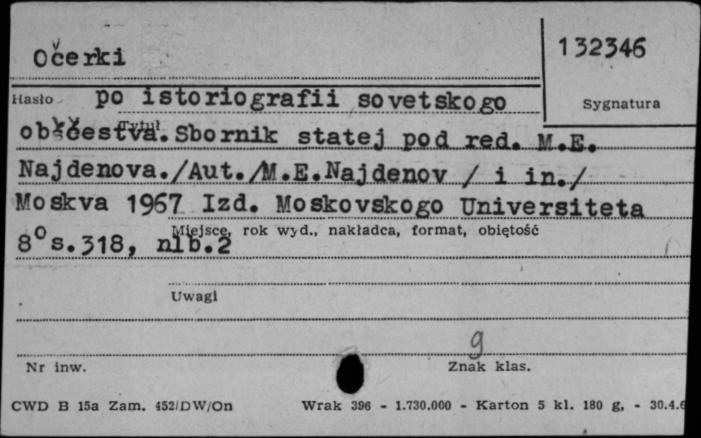 Očerki
132346
Hasło
po istoriografii sovetskogo
Sygnatura
obščestva. Sbornik statej pod red. M.E.
Tytuł
Najdenova./Aut./M.E.Najdenov / i in./
Moskva 1967 Izd. Moskovskogo Universiteta
Miejsce, rok wyd., nakładca, format, objętość
8° s.318, nlb.2
Uwagi
9
Nr inw.
Znak klas.
CWD B 15a Zam. 452/DW/On
Wrak 396 - 1.730.000 - Karton 5 kl. 180 g, - 30.4.6